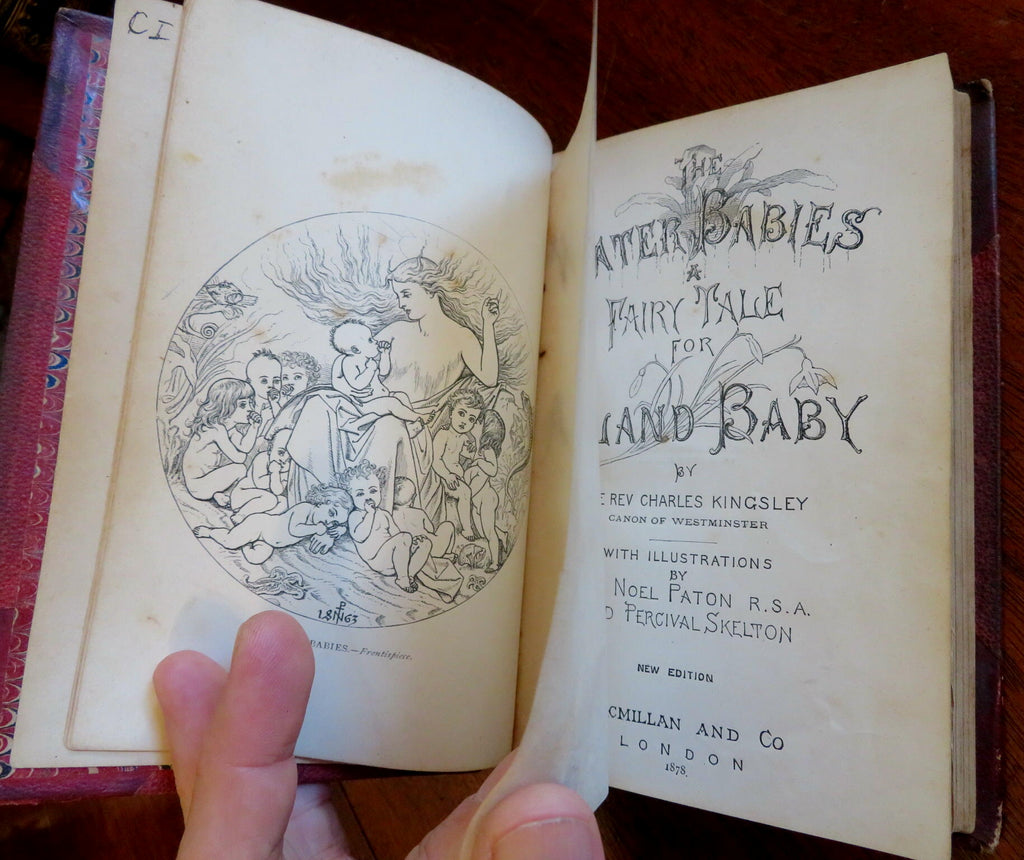 CI
1863
BABIES.—Frontispiece.
THE
ATER BABIES
A
FAIRY TALE
FOR
LAND BABY
BY
E REV CHARLES KINGSLEY
CANON OF WESTMINSTER
WITH ILLUSTRATIONS
BY
NOEL PATON R.S.A.
D PERCIVAL SKELTON
NEW EDITION
CMILLAN AND CO
LONDON
1878.